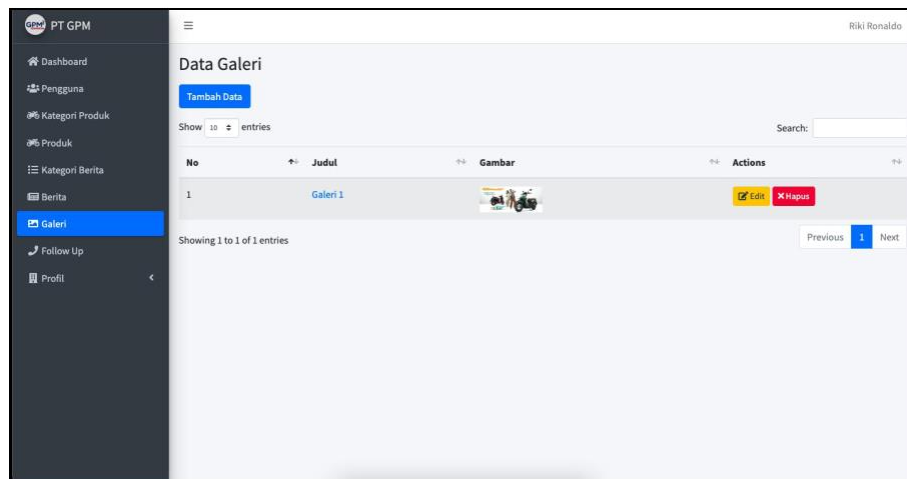 GPM PT GPM
Riki Ronaldo
Dashboard
Pengguna
Kategori Produk
Produk
Kategori Berita
Berita
Galeri
Follow Up
Profil
Data Galeri
Tambah Data
Show 10 entries
Search:
No Judul Gambar Actions
1 Galeri 1 Edit Hapus
Showing 1 to 1 of 1 entries
Previous 1 Next